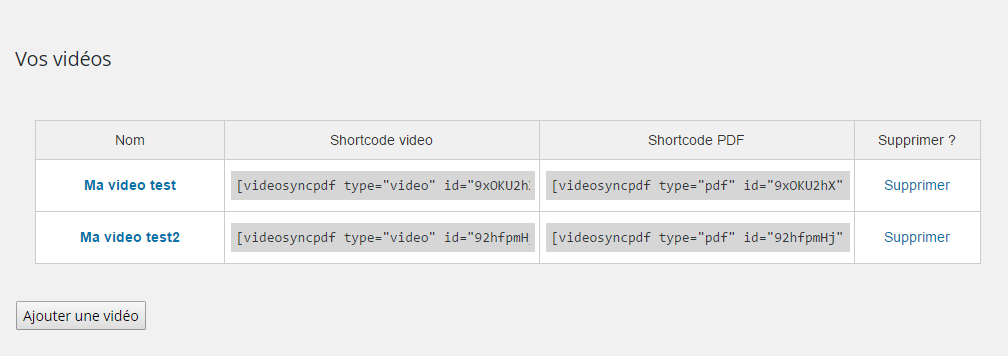 Vos vidéos
Nom Shortcode video Shortcode PDF Supprimer ?
Ma video test [videosyncpdf type="video" id="9xOKU2h [videosyncpdf type="pdf" id="9xOKU2hX" Supprimer
Ma video test2 [videosyncpdf type="video" id="92hfpmH [videosyncpdf type="pdf" id="92hfpmHj" Supprimer
Ajouter une vidéo